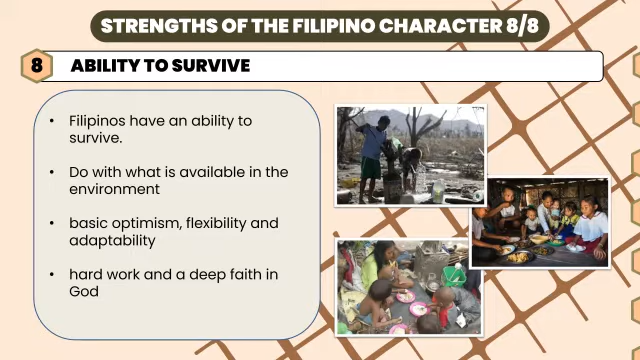 STRENGTHS OF THE FILIPINO CHARACTER 8/8
8 ABILITY TO SURVIVE
• Filipinos have an ability to
survive.
• Do with what is available in the
environment
• basic optimism, flexibility and
adaptability
• hard work and a deep faith in
God